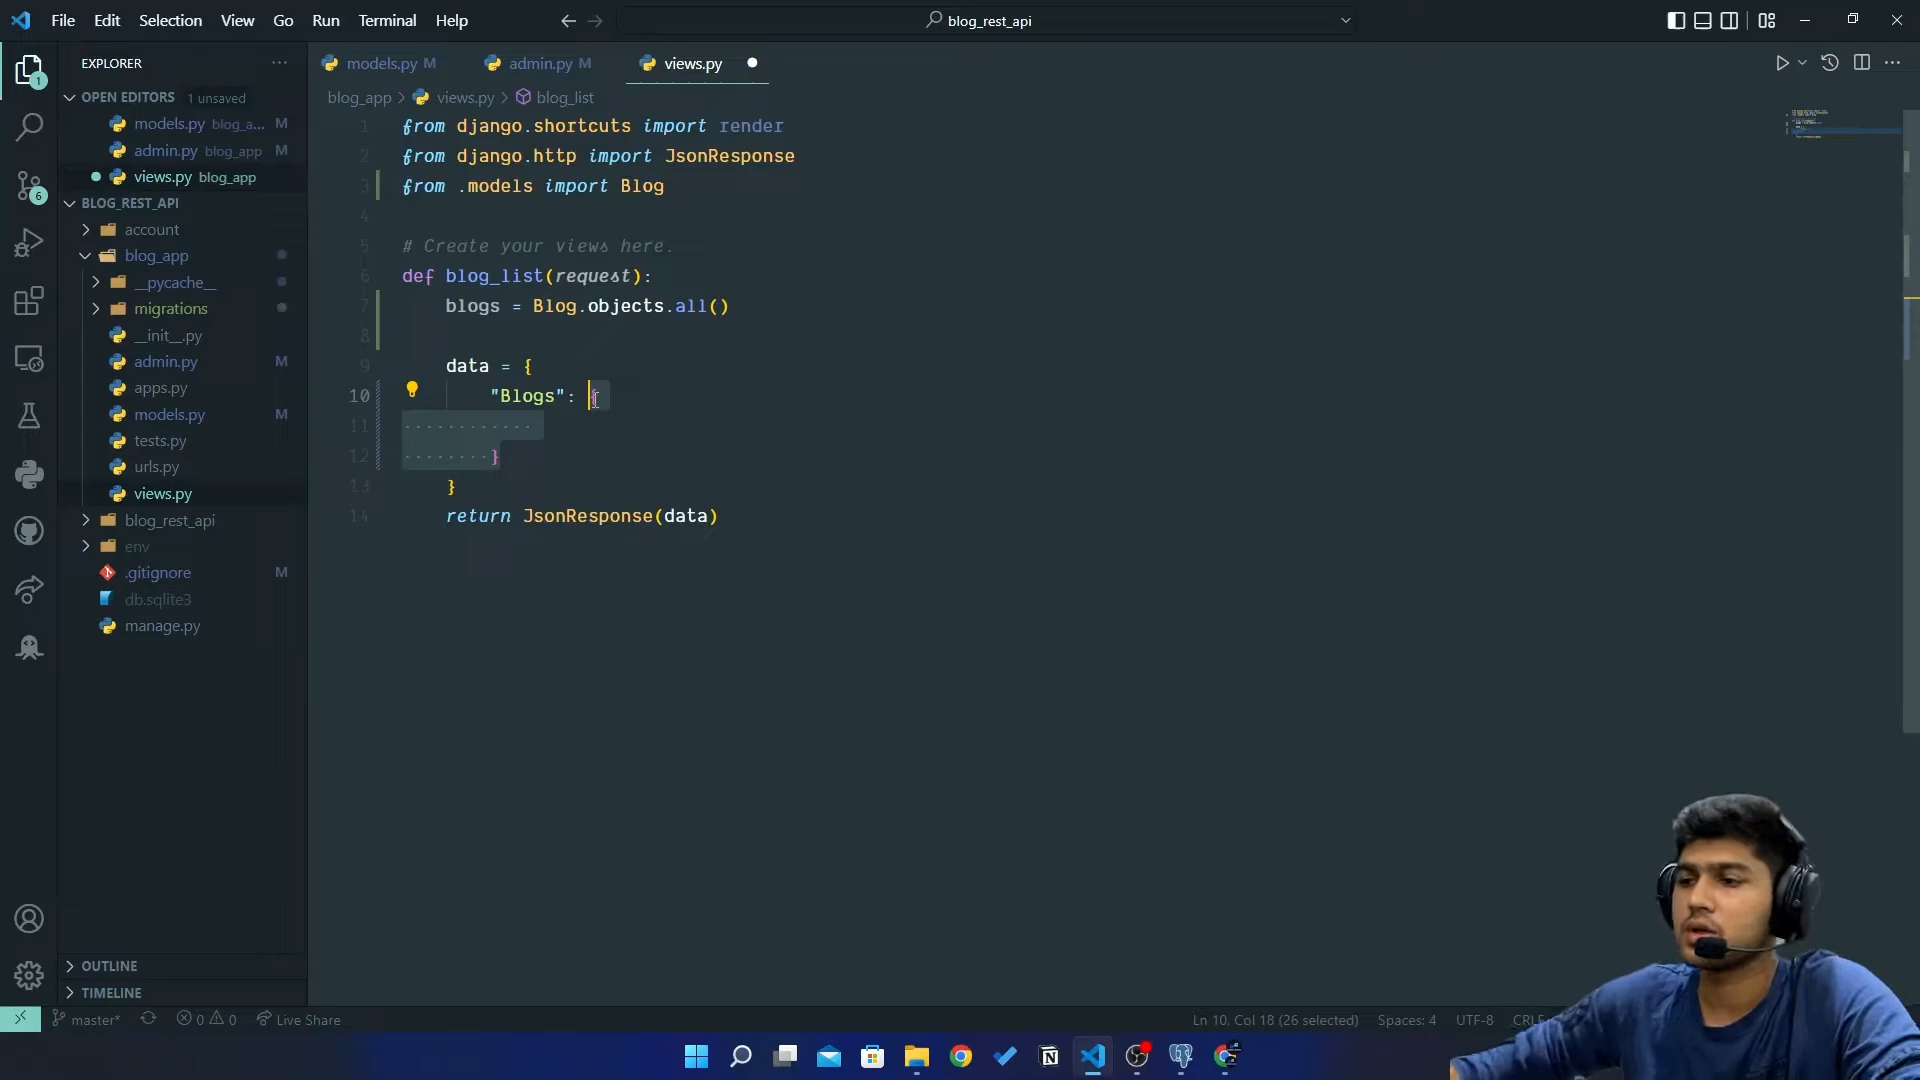 File Edit Selection View Go Run Terminal Help
blog_rest_api
EXPLORER
OPEN EDITORS 1 unsaved
models.py blog_a... M
admin.py blog_app M
views.py blog_app
BLOG_REST_API
account
blog_app
__pycache__
migrations
__init__.py
admin.py M
apps.py
models.py M
tests.py
urls.py
views.py
blog_rest_api
env
.gitignore M
db.sqlite3
manage.py
OUTLINE
TIMELINE
models.py M admin.py M views.py
blog_app > views.py > blog_list
1 from django.shortcuts import render
2 from django.http import JsonResponse
3 from .models import Blog
4
5 # Create your views here.
6 def blog_list(request):
7 blogs = Blog.objects.all()
8
9 data = {
10 "Blogs": {
11
12 }
13 }
14 return JsonResponse(data)
1
6
master* 0 0 Live Share
Ln 10, Col 18 (26 selected) Spaces: 4 UTF-8 CRLF